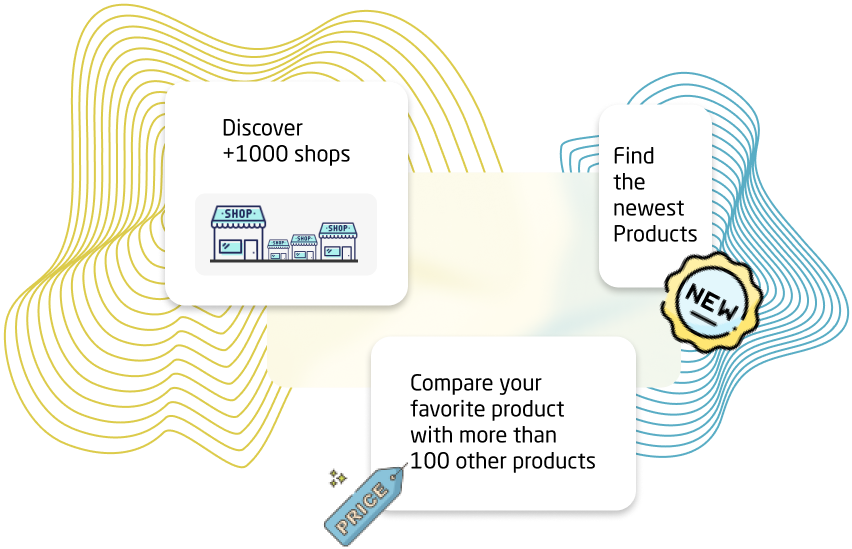 Discover
+1000 shops
SHOP
SHOP
SHOP
SHOP
Find
the
newest
Products
NEW
Compare your
favorite product
with more than
100 other products
PRICE